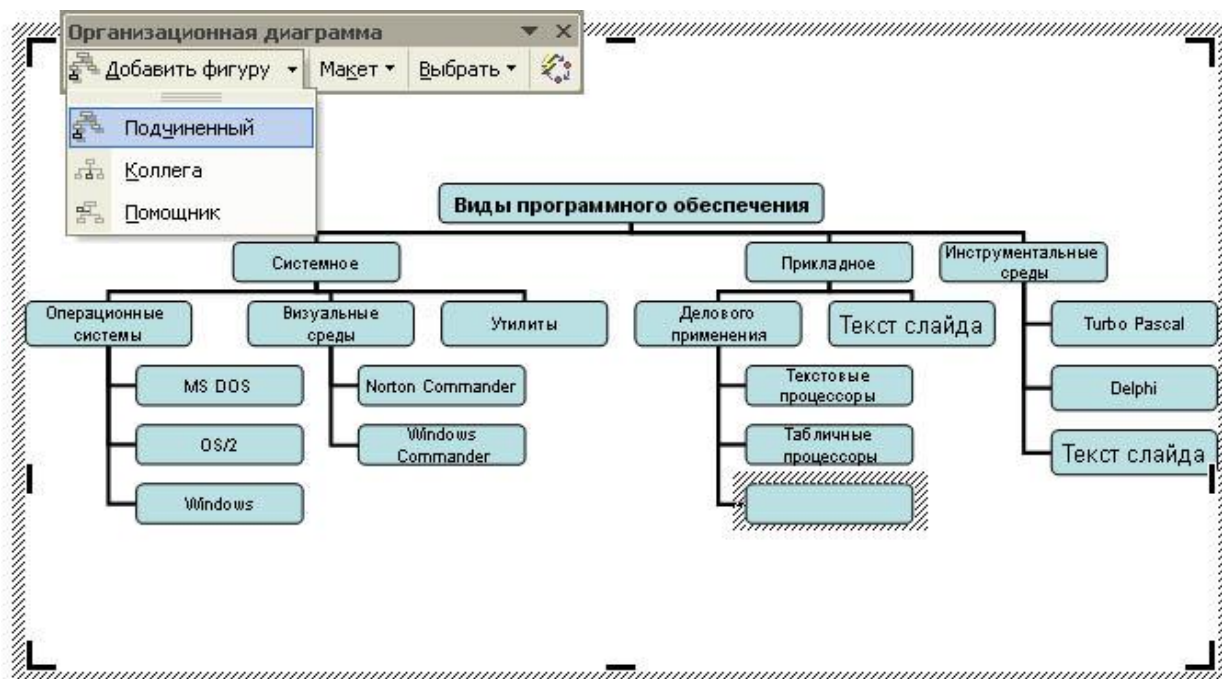 Организационная диаграмма
Добавить фигуру
Макет
Выбрать
Подчиненный
Коллега
Помощник
Виды программного обеспечения
Системное
Прикладное
Инструментальные
среды
Операционные
системы
Визуальные
среды
Утилиты
Делового
применения
Текст слайда
Turbo Pascal
MS DOS
Norton Commander
Текстовые
процессоры
Delphi
OS/2
Windows
Commander
Табличные
процессоры
Текст слайда
Windows